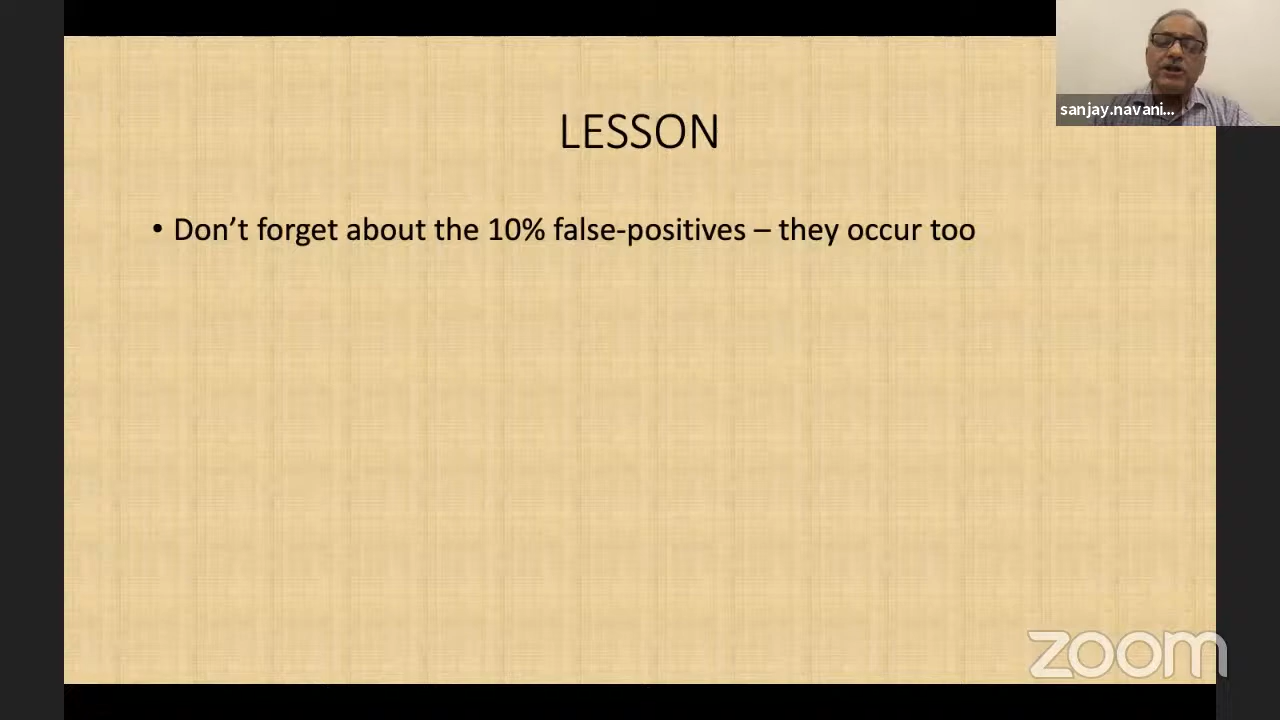 sanjay.navani...
LESSON
• Don’t forget about the 10% false-positives – they occur too
zoom